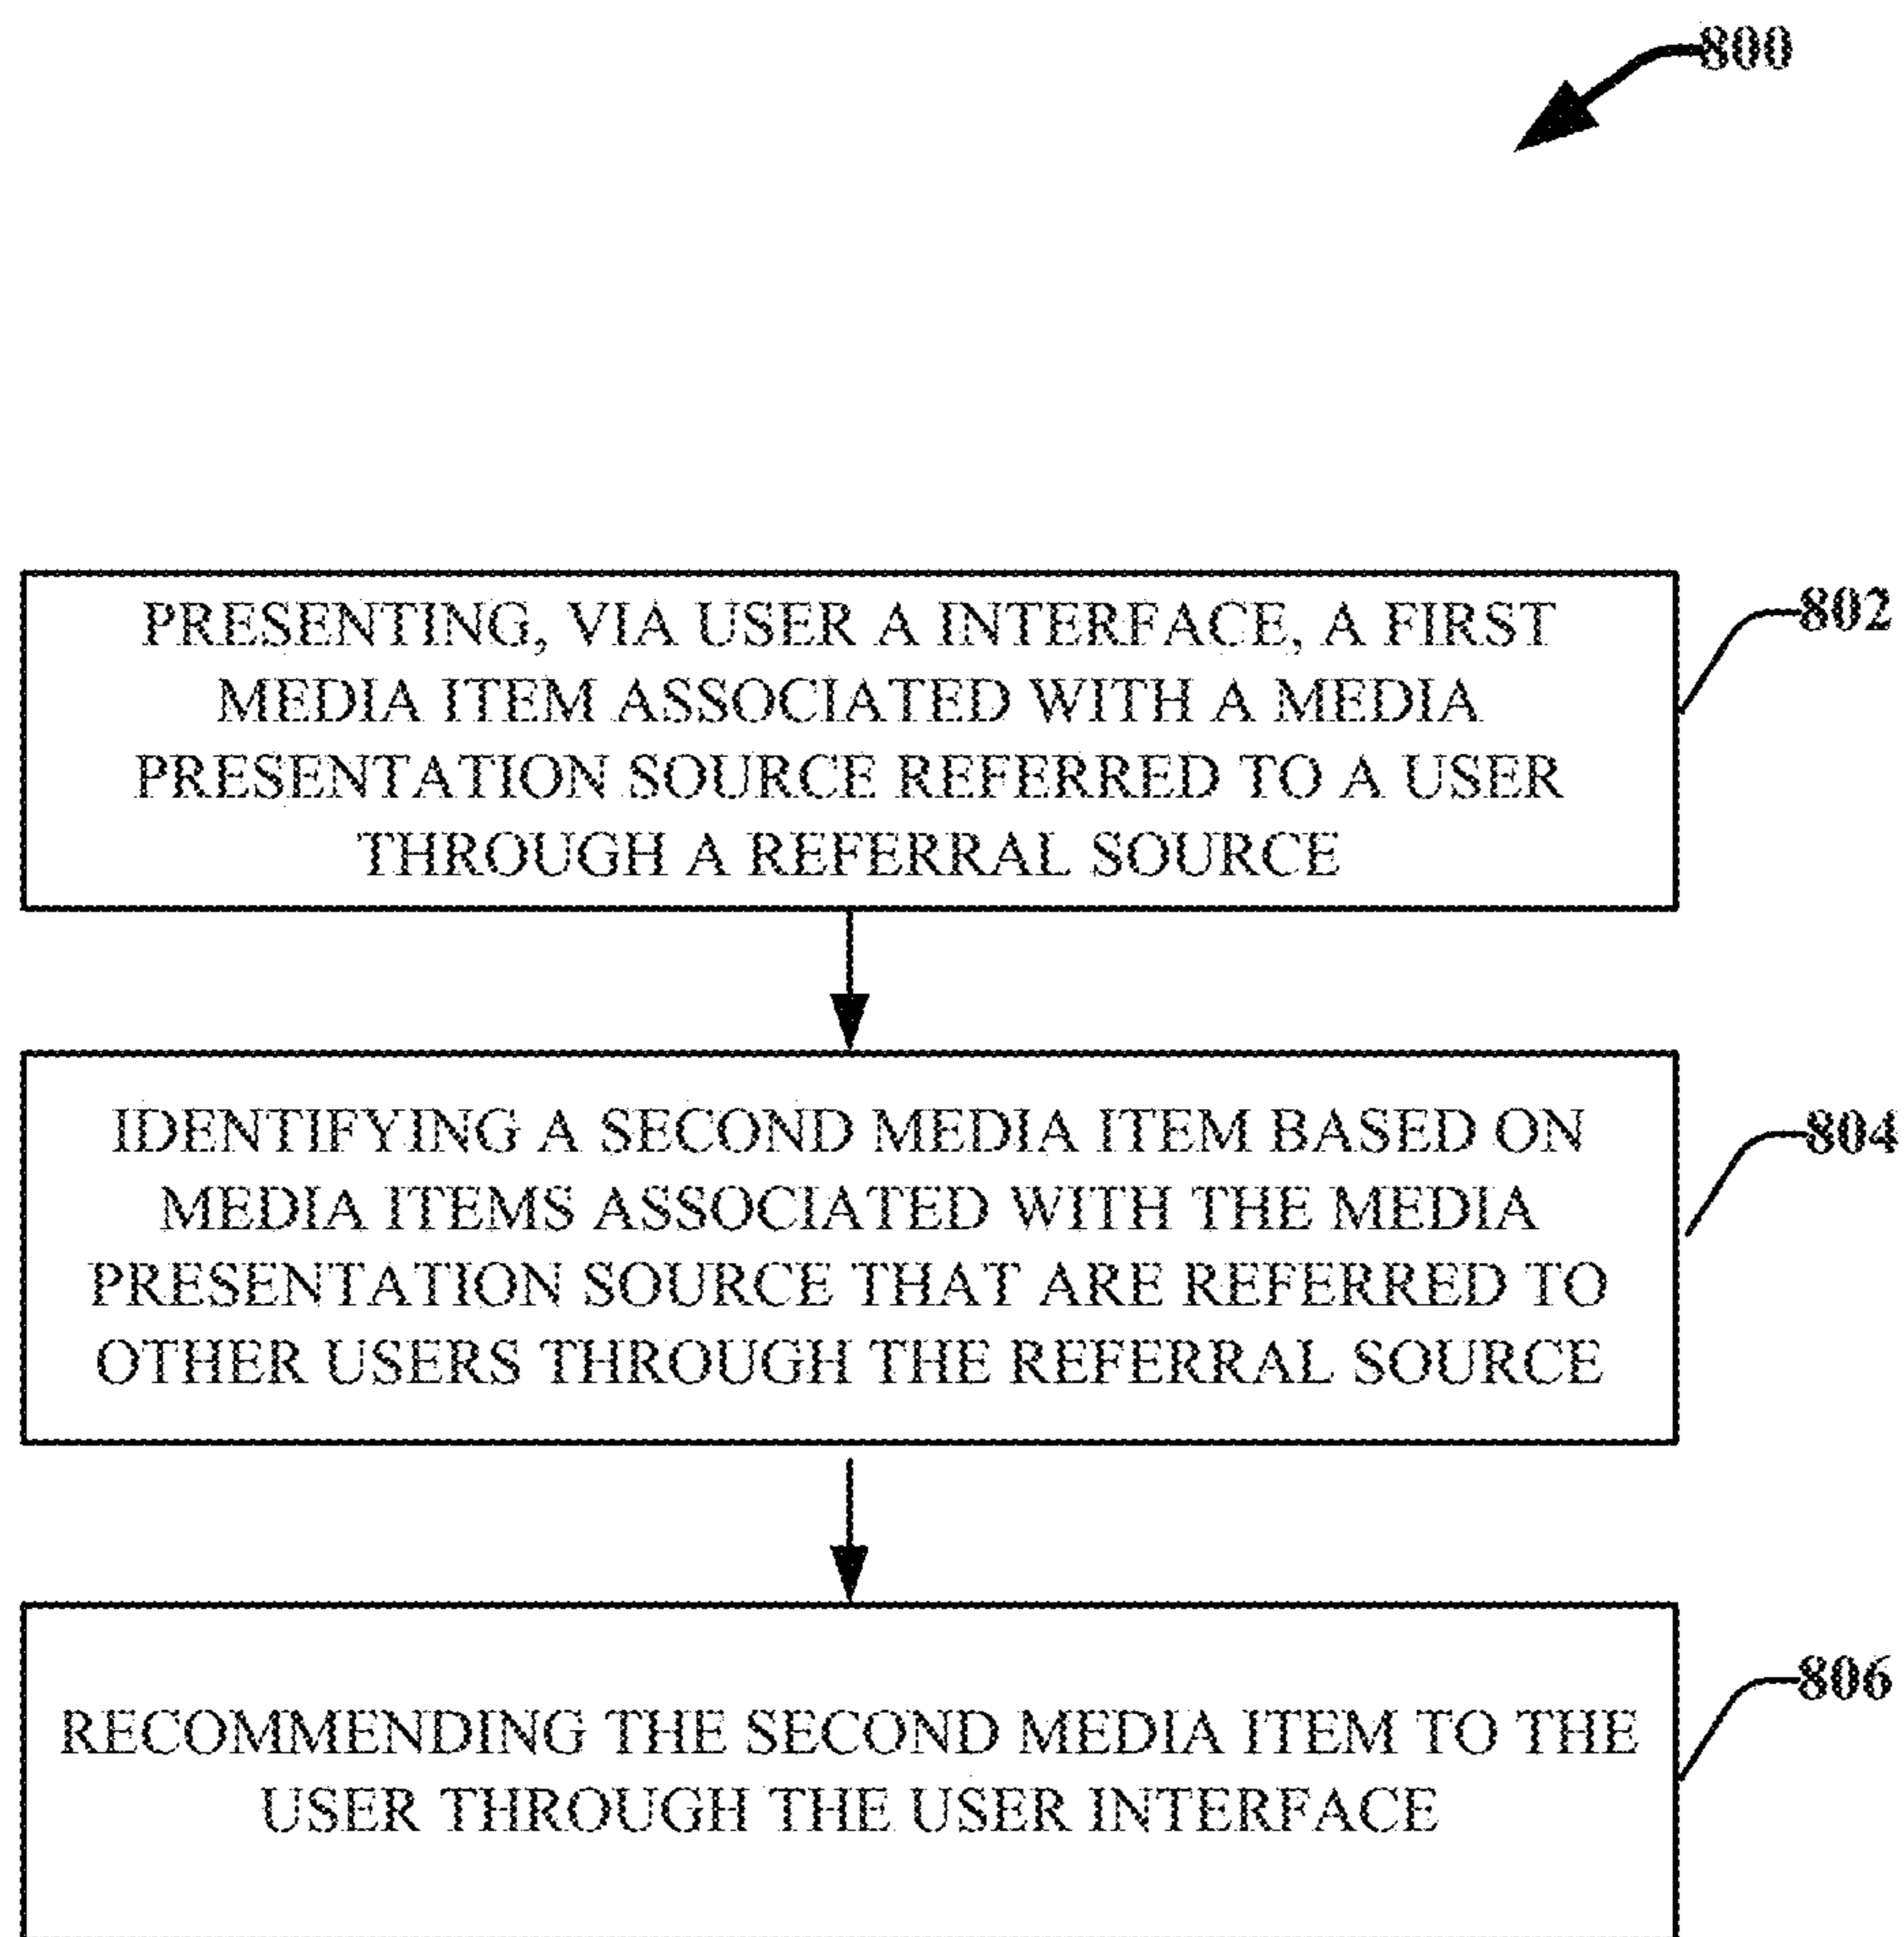 800
PRESENTING, VIA USER A INTERFACE, A FIRST
MEDIA ITEM ASSOCIATED WITH A MEDIA
PRESENTATION SOURCE REFERRED TO A USER
THROUGH A REFERRAL SOURCE
802
IDENTIFYING A SECOND MEDIA ITEM BASED ON
MEDIA ITEMS ASSOCIATED WITH THE MEDIA
PRESENTATION SOURCE THAT ARE REFERRED TO
OTHER USERS THROUGH THE REFERRAL SOURCE
804
RECOMMENDING THE SECOND MEDIA ITEM TO THE
USER THROUGH THE USER INTERFACE
806